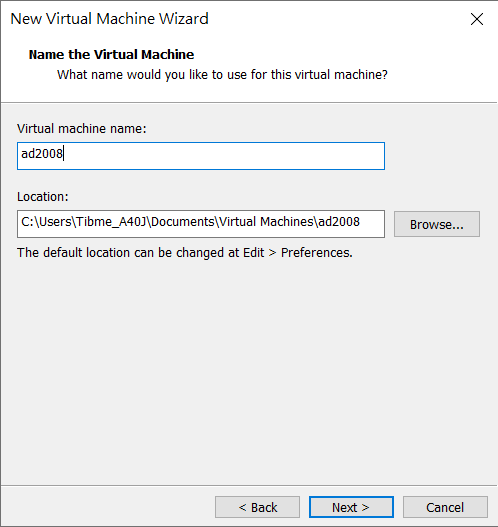 New Virtual Machine Wizard
Name the Virtual Machine
What name would you like to use for this virtual machine?
Virtual machine name:
ad2008
Location:
C:\Users\Tibme_A40J\Documents\Virtual Machines\ad2008
Browse...
The default location can be changed at Edit > Preferences.
< Back
Next >
Cancel